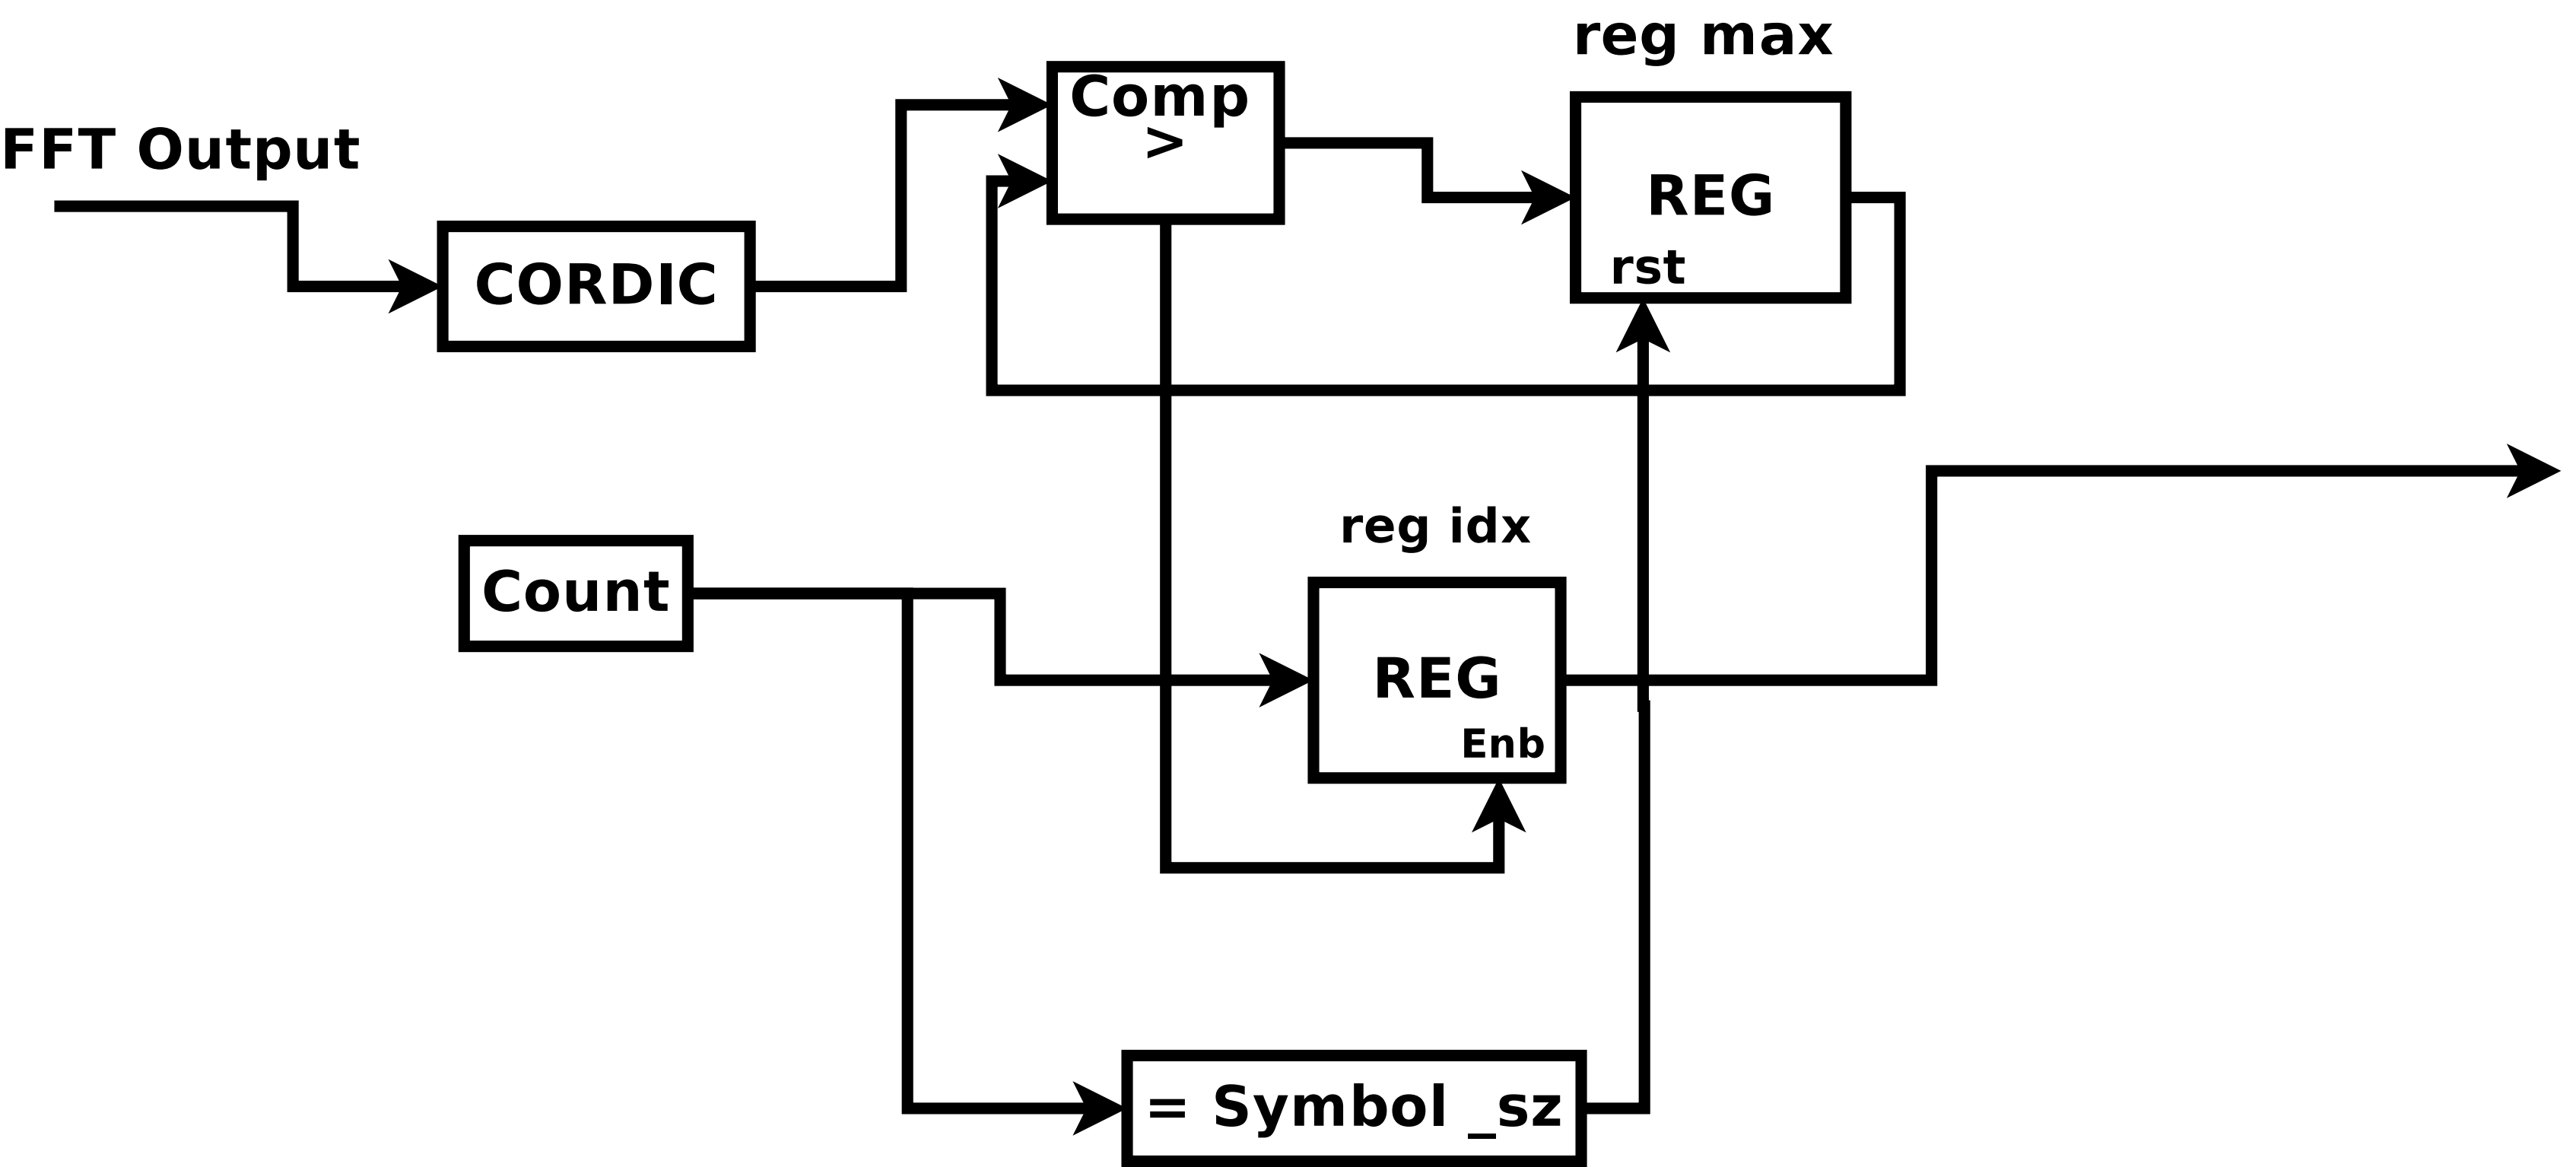 reg max
FFT Output
Comp
>
REG
rst
CORDIC
reg idx
Count
REG
Enb
= Symbol _sz